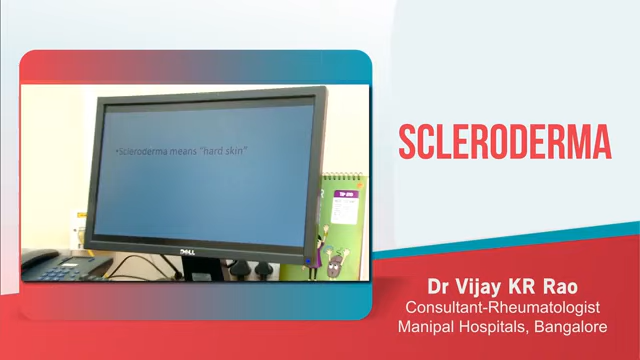 •Scleroderma means "hard skin"
DELL
SCLERODERMA
Dr Vijay KR Rao
Consultant-Rheumatologist
Manipal Hospitals, Bangalore